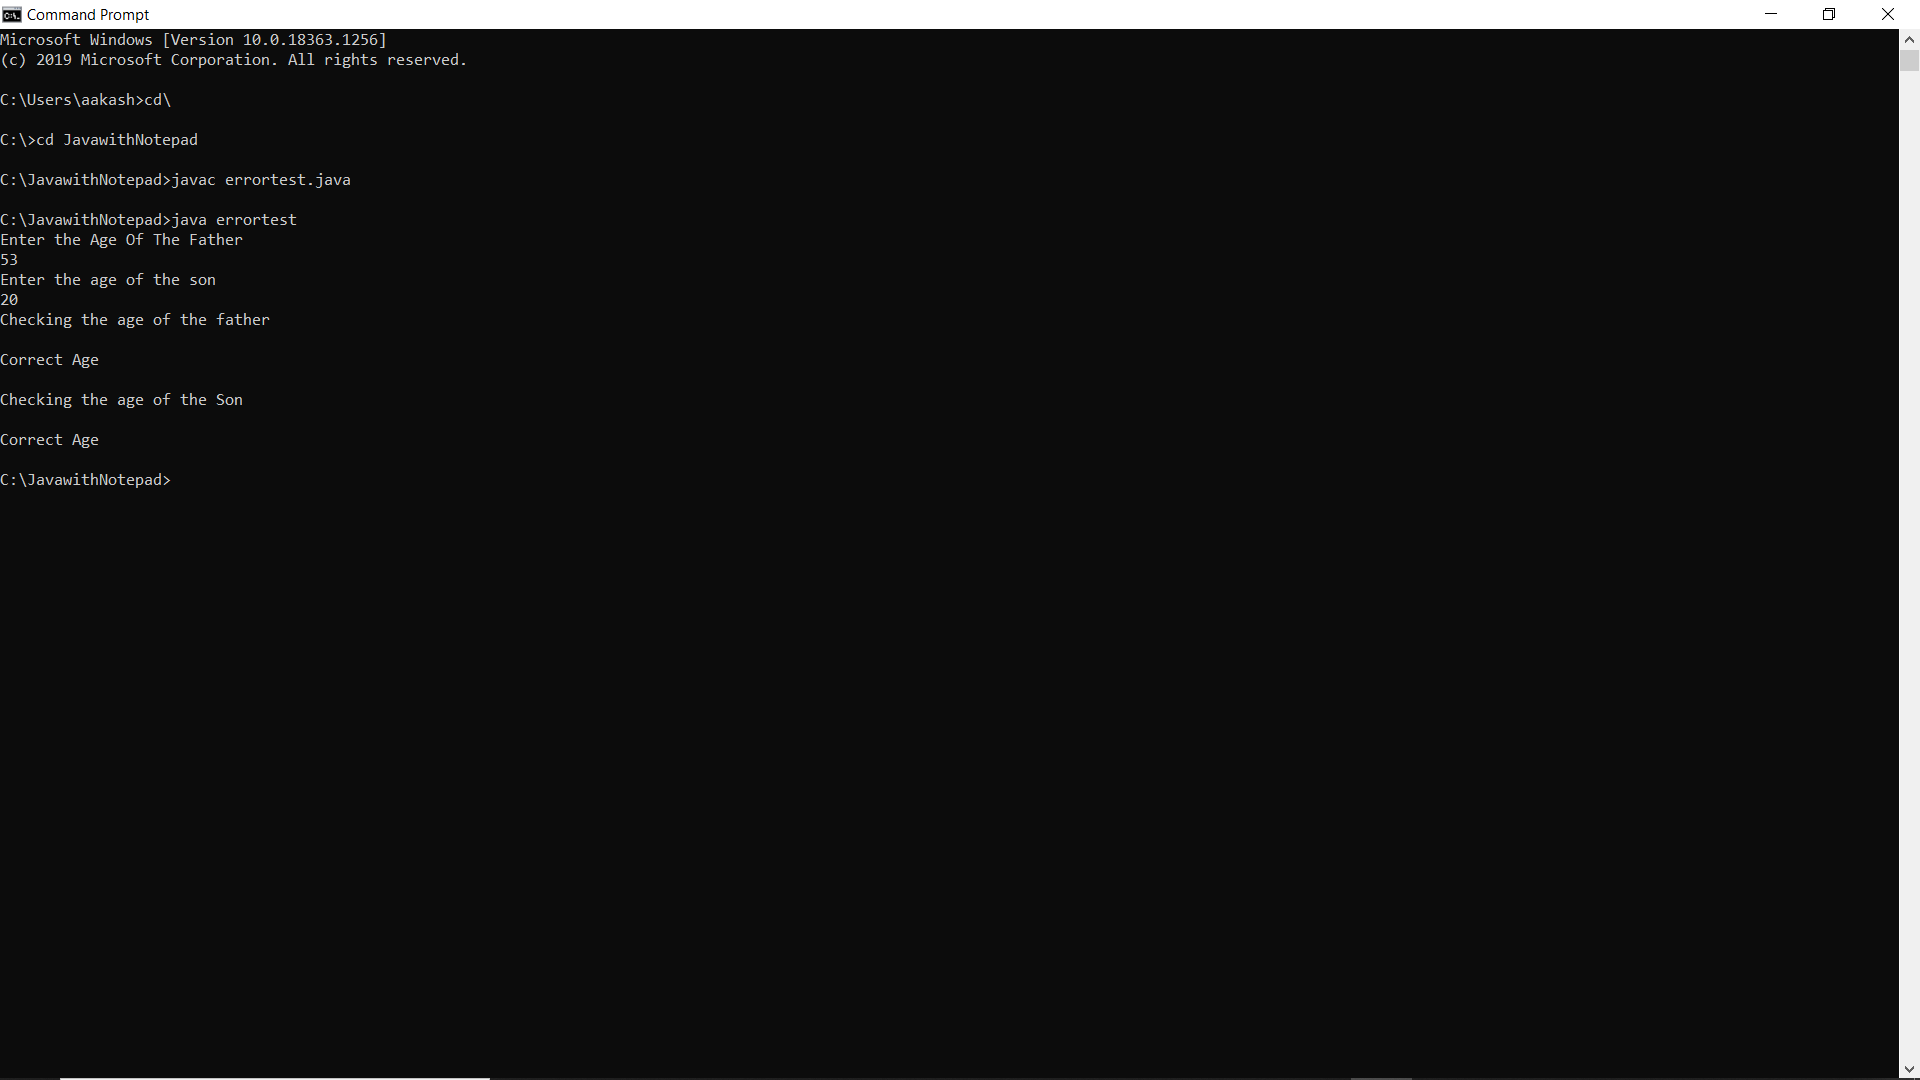 Command Prompt
Microsoft Windows [Version 10.0.18363.1256]
(c) 2019 Microsoft Corporation. All rights reserved.
C:\Users\aakash>cd\
C:\>cd JavawithNotepad
C:\JavawithNotepad>javac errortest.java
C:\JavawithNotepad>java errortest
Enter the Age Of The Father
53
Enter the age of the son
20
Checking the age of the father
Correct Age
Checking the age of the Son
Correct Age
C:\JavawithNotepad>